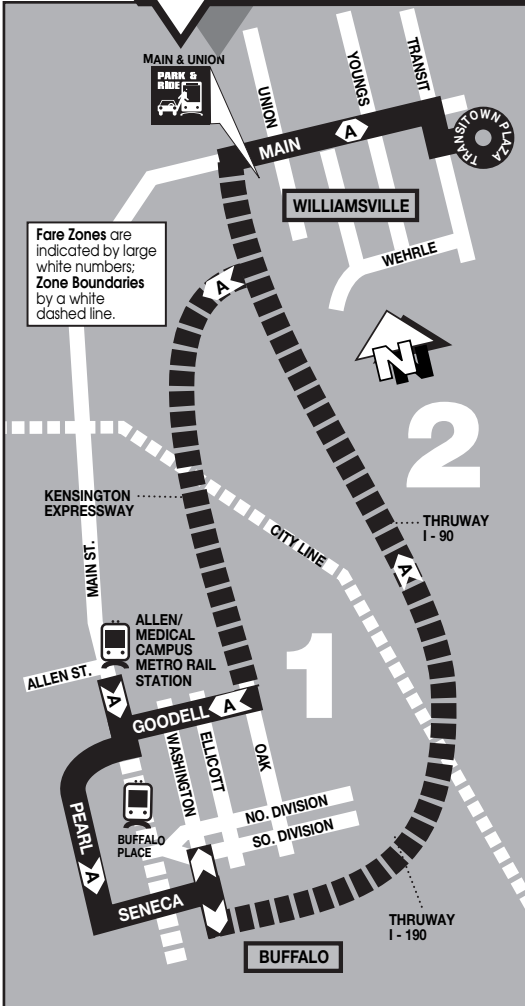 MAIN & UNION
PARK &
RIDE
UNION
YOUNGS
TRANSIT
MAIN
A
TRANSITOWN PLAZA
WILLIAMSVILLE
WEHRLE
Fare Zones are
indicated by large
white numbers;
Zone Boundaries
by a white
dashed line.
A
N
2
KENSINGTON
EXPRESSWAY
THRUWAY
I - 90
CITY LINE
A
MAIN ST.
ALLEN/
MEDICAL
CAMPUS
METRO RAIL
STATION
1
ALLEN ST.
A
GOODELL
A
WASHINGTON
ELLICOTT
OAK
PEARL
A
BUFFALO
PLACE
NO. DIVISION
SO. DIVISION
SENECA
THRUWAY
I - 190
BUFFALO